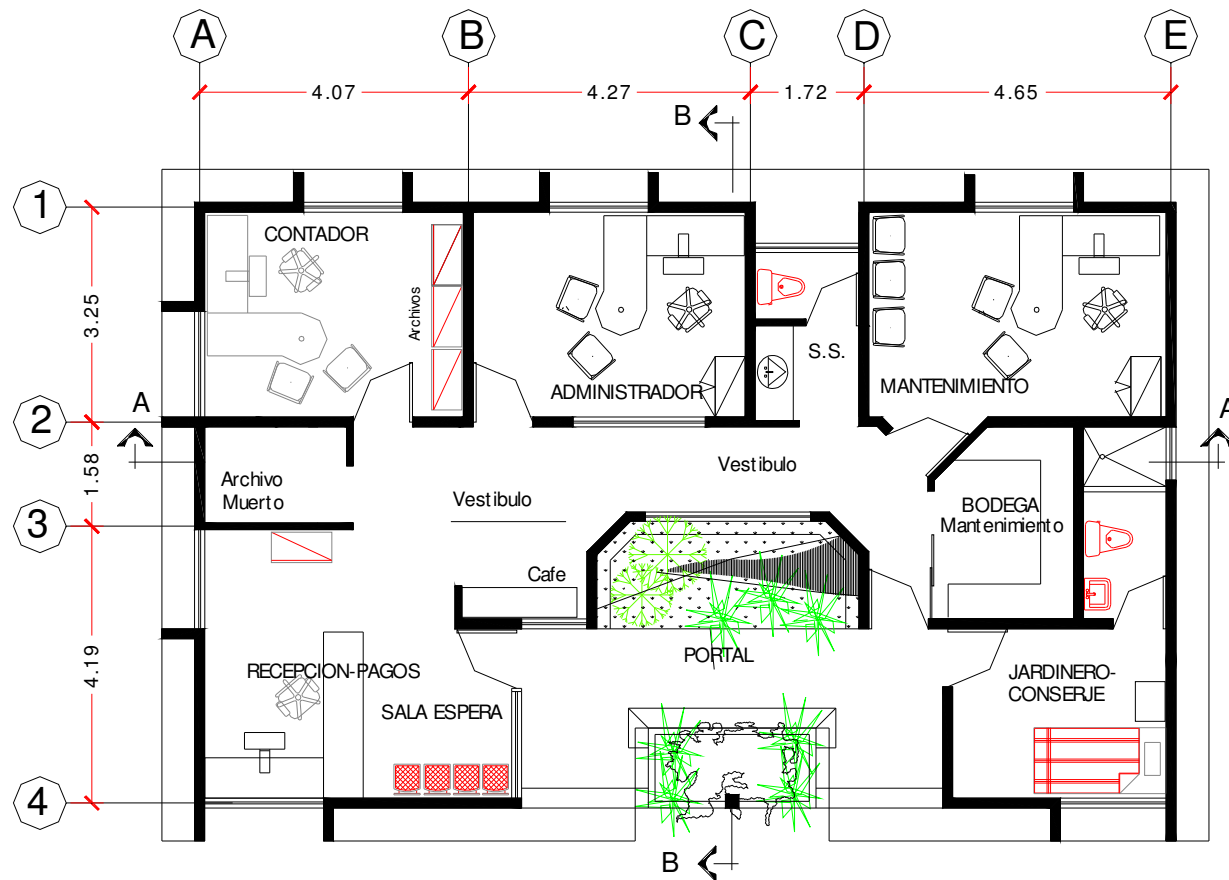 A B C D E
4.07 4.27 1.72 4.65
B
1
CONTADOR
3.25
Archivos
S.S.
ADMINISTRADOR
MANTENIMIENTO
A
A
2
Vestibulo
Archivo
Muerto
1.58
Vestibulo
BODEGA
Mantenimiento
3
Cafe
4.19
PORTAL
RECEPCION-PAGOS
JARDINERO-
CONSERJE
SALA ESPERA
4
B